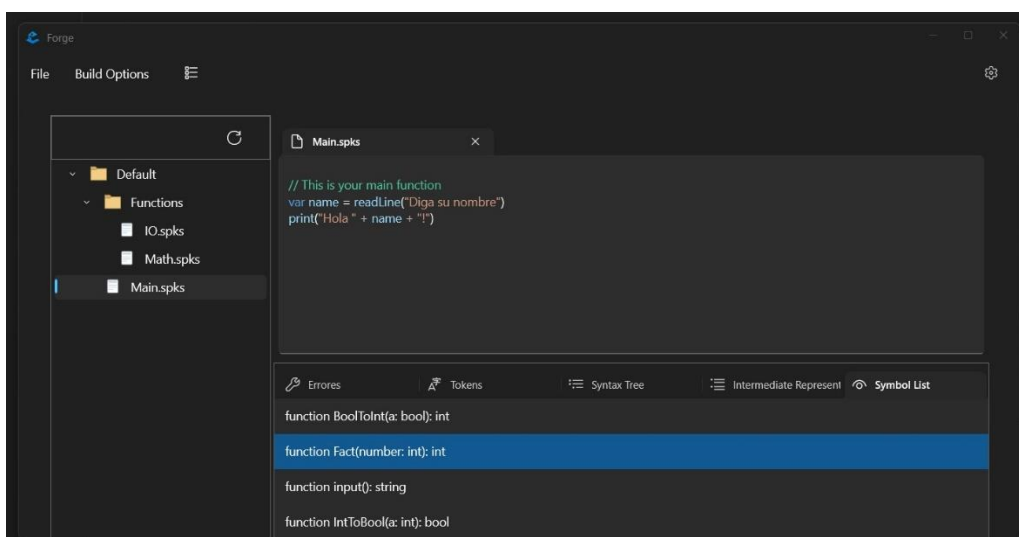 Forge
File Build Options
Main.spks
Default
Functions
IO.spks
Math.spks
Main.spks
// This is your main function
var name = readLine("Diga su nombre")
print("Hola " + name + "!")
Errores Tokens Syntax Tree Intermediate Represent Symbol List
function BoolToInt(a: bool): int
function Fact(number: int): int
function input(): string
function IntToBool(a: int): bool